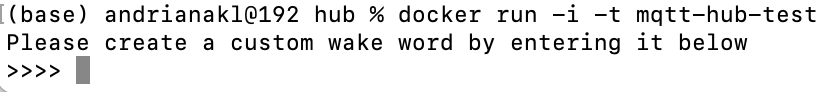 (base) andrianakl@192 hub % docker run -i -t mqtt-hub-test
Please create a custom wake word by entering it below
>>>>